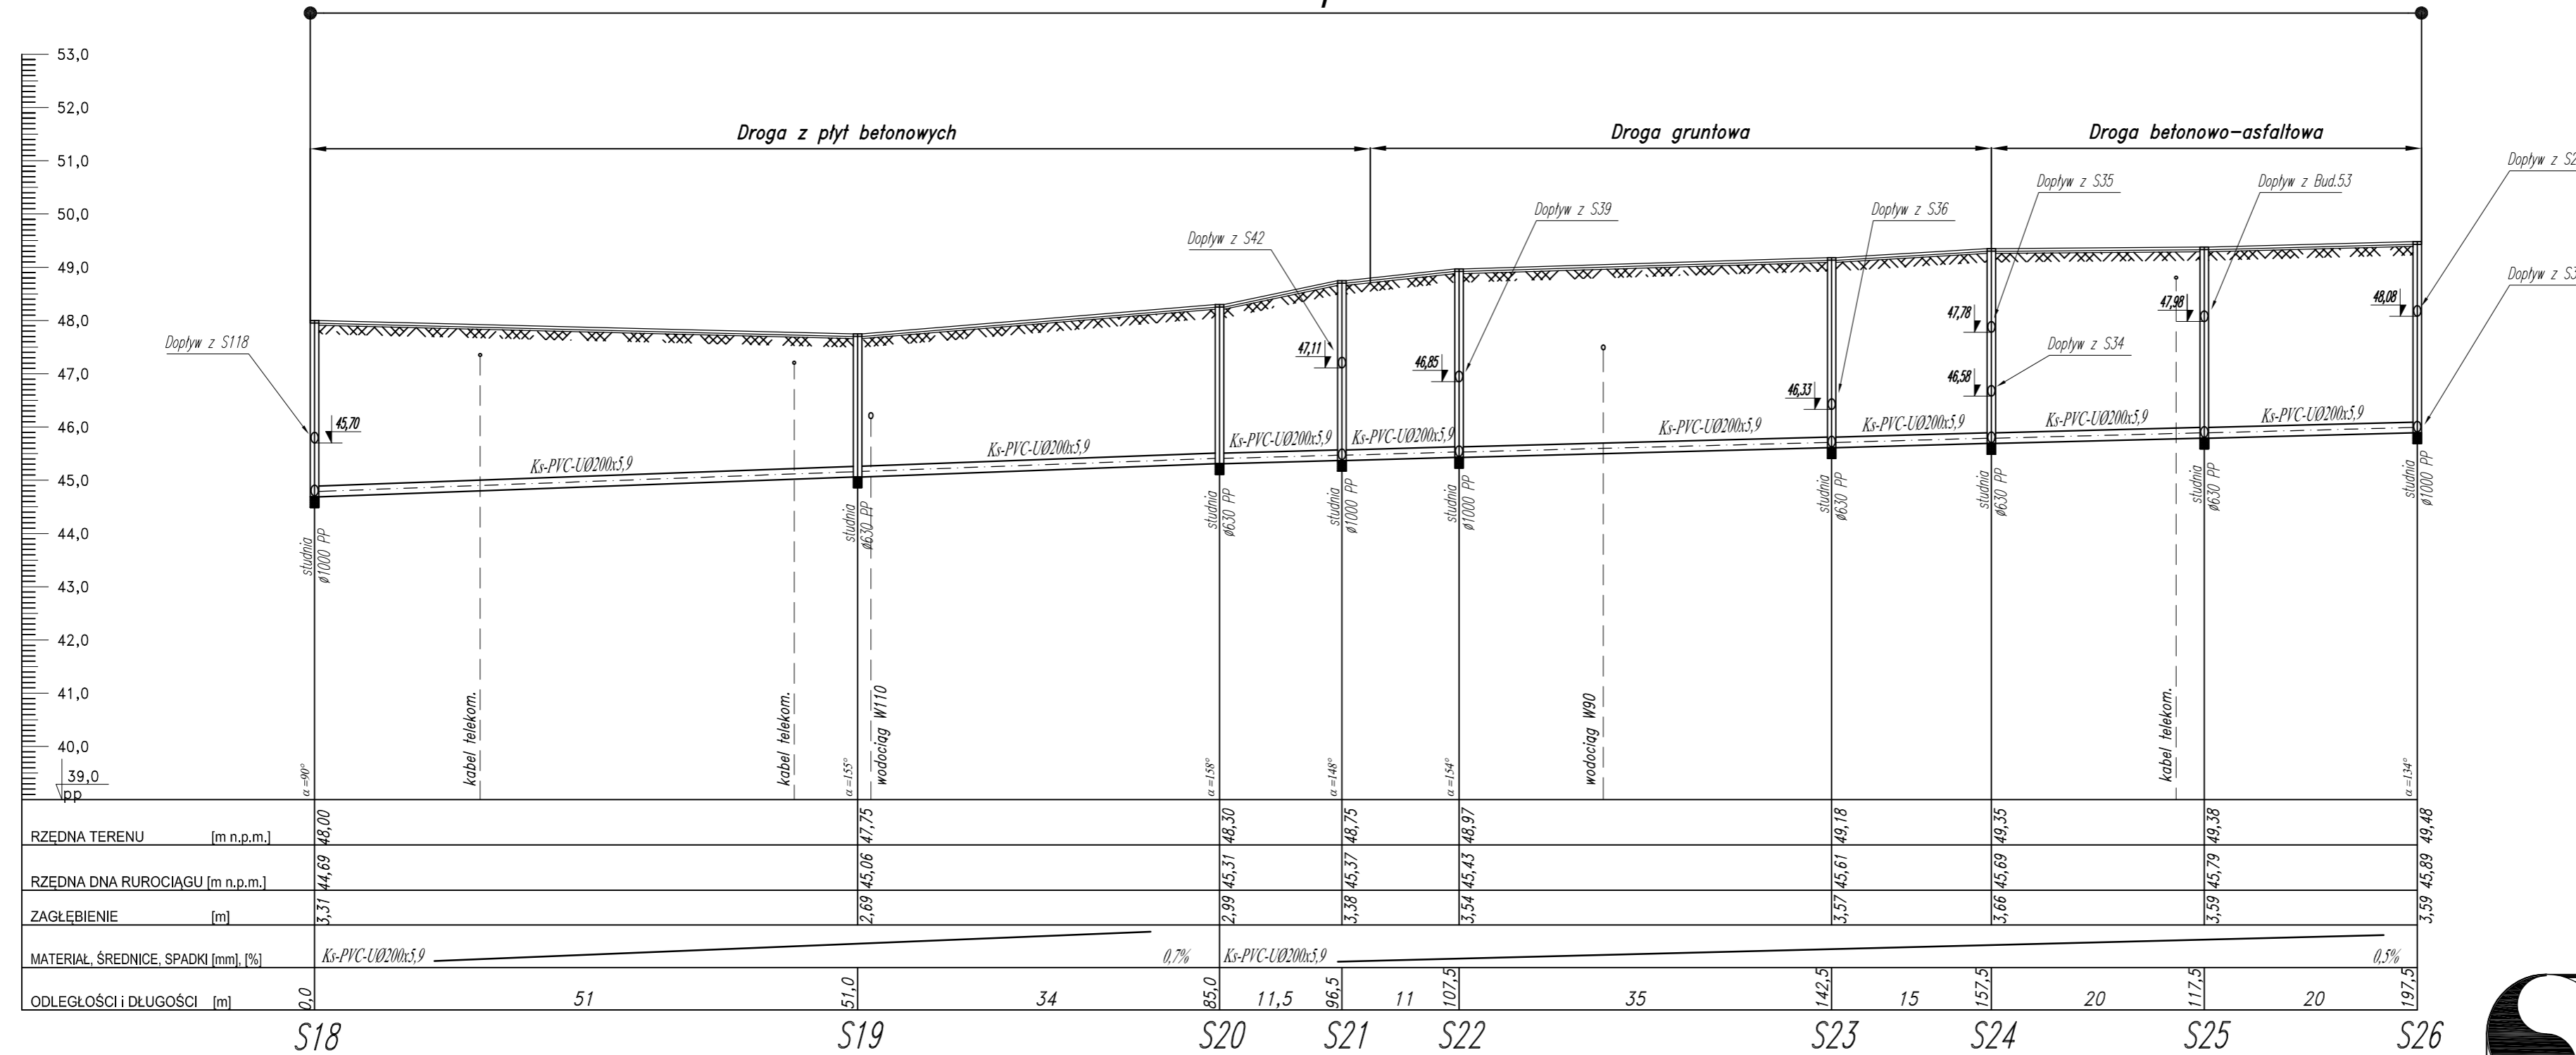 53,0
52,0
51,0
50,0
49,0
48,0
47,0
46,0
45,0
44,0
43,0
42,0
41,0
40,0
39,0
pp
Droga z płyt betonowych
Droga gruntowa
Droga betonowo-asfaltowa
Dopływ z S118
45,70
Dopływ z S42
47,11
Dopływ z S39
46,85
Dopływ z S36
46,33
Dopływ z S35
47,78
Dopływ z S34
46,58
Dopływ z Bud.53
47,98
Dopływ z S2
48,08
Dopływ z S3
Ks-PVC-UØ200x5,9
Ks-PVC-UØ200x5,9
Ks-PVC-UØ200x5,9
Ks-PVC-UØ200x5,9
Ks-PVC-UØ200x5,9
Ks-PVC-UØ200x5,9
Ks-PVC-UØ200x5,9
Ks-PVC-UØ200x5,9
studnia
ø1000 PP
studnia
ø630 PP
studnia
ø630 PP
studnia
ø1000 PP
studnia
ø1000 PP
studnia
ø630 PP
studnia
ø630 PP
studnia
ø630 PP
studnia
ø1000 PP
kabel telekom.
kabel telekom.
wodociąg W110
wodociąg W90
kabel telekom.
α=90°
α=155°
α=158°
α=148°
α=154°
α=134°
RZĘDNA TERENU [m n.p.m.] 48,00 47,75 48,30 48,75 48,97 49,18 49,35 49,38 49,48
RZĘDNA DNA RUROCIĄGU [m n.p.m.] 44,69 45,06 45,31 45,37 45,43 45,61 45,69 45,79 45,89
ZAGŁĘBIENIE [m] 3,31 2,69 2,99 3,38 3,54 3,57 3,66 3,59 3,59
MATERIAŁ, ŚREDNICE, SPADKI [mm], [%] Ks-PVC-UØ200x5,9 0,7% Ks-PVC-UØ200x5,9 0,5%
ODLEGŁOŚCI i DŁUGOŚCI [m] 0,0 51 51,0 34 85,0 11,5 96,5 11 107,5 35 142,5 15 157,5 20 117,5 20 197,5
S18 S19 S20 S21 S22 S23 S24 S25 S26